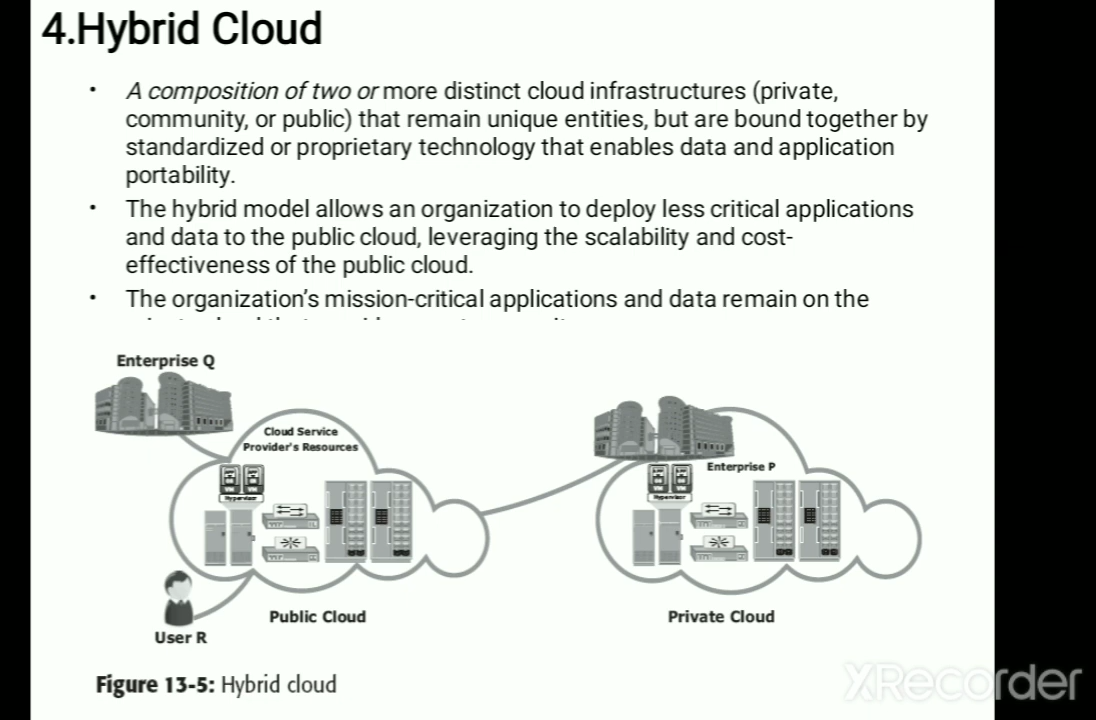 4.Hybrid Cloud
• A composition of two or more distinct cloud infrastructures (private,
community, or public) that remain unique entities, but are bound together by
standardized or proprietary technology that enables data and application
portability.
• The hybrid model allows an organization to deploy less critical applications
and data to the public cloud, leveraging the scalability and cost-
effectiveness of the public cloud.
• The organization's mission-critical applications and data remain on the
Enterprise Q
Cloud Service
Provider's Resources
Hypervisor
Enterprise P
Hypervisor
Public Cloud
Private Cloud
User R
Figure 13-5: Hybrid cloud
XRecorder